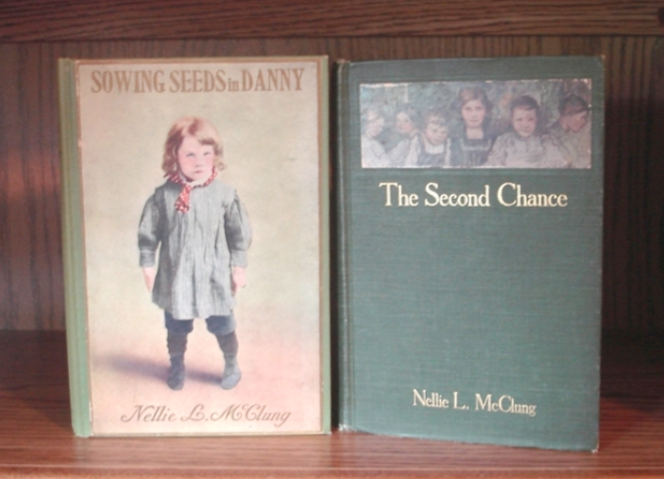 SOWING SEEDS in DANNY
Nellie L. McClung
The Second Chance
Nellie L. McClung